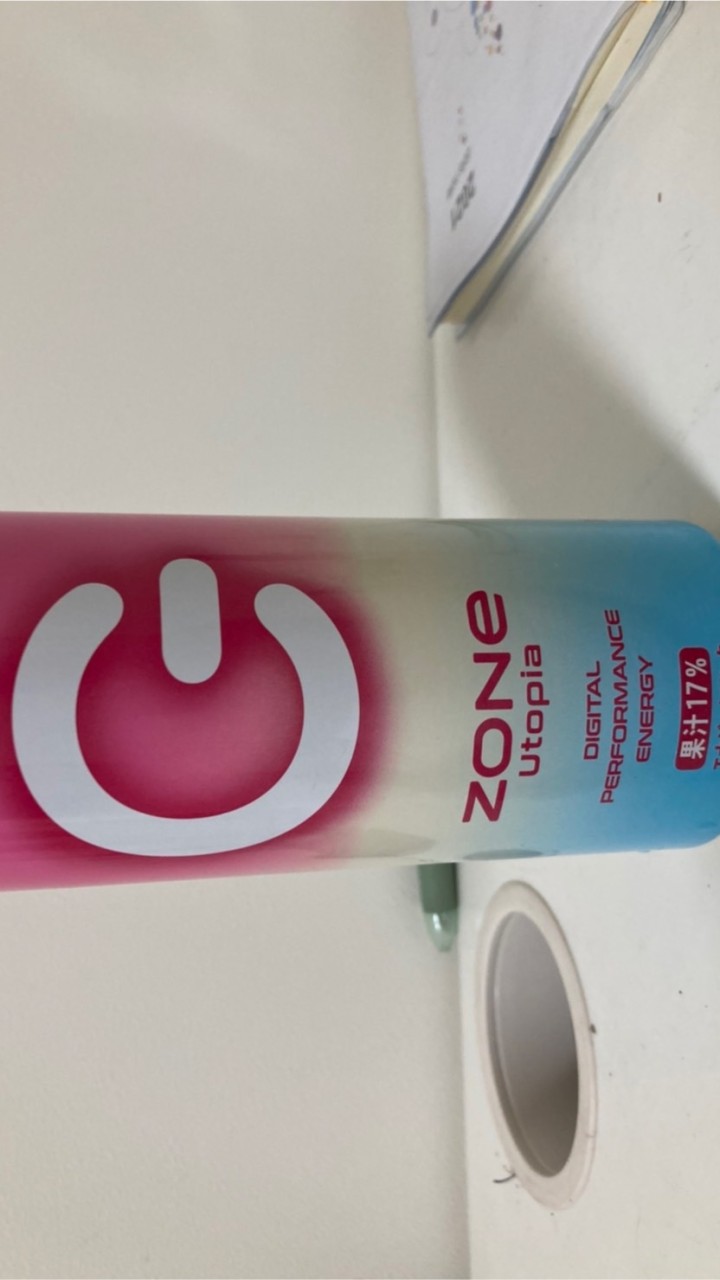 ZONe
Utopia
DIGITAL
PERFORMANCE
ENERGY
果汁17%